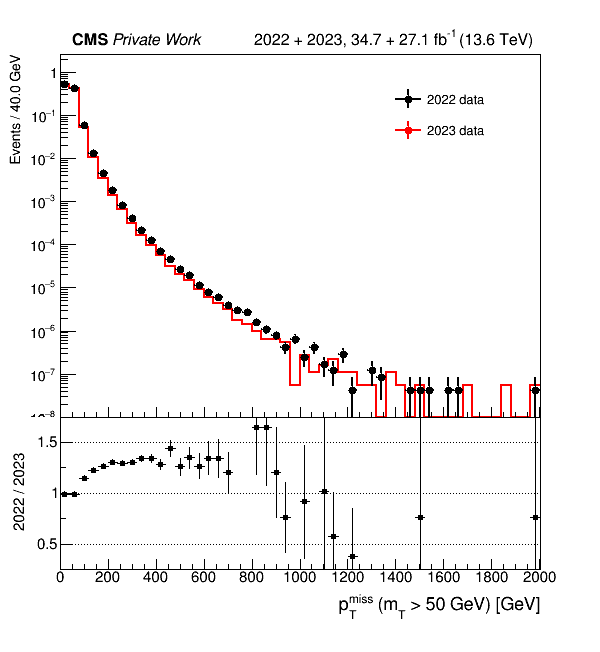 CMS Private Work 2022 + 2023, 34.7 + 27.1 fb⁻¹ (13.6 TeV)
Events / 40.0 GeV
1
10⁻¹
10⁻²
10⁻³
10⁻⁴
10⁻⁵
10⁻⁶
10⁻⁷
10⁻⁸
2022 data
2023 data
2022 / 2023
1.5
1
0.5
0 200 400 600 800 1000 1200 1400 1600 1800 2000
p_T^miss (m_T > 50 GeV) [GeV]